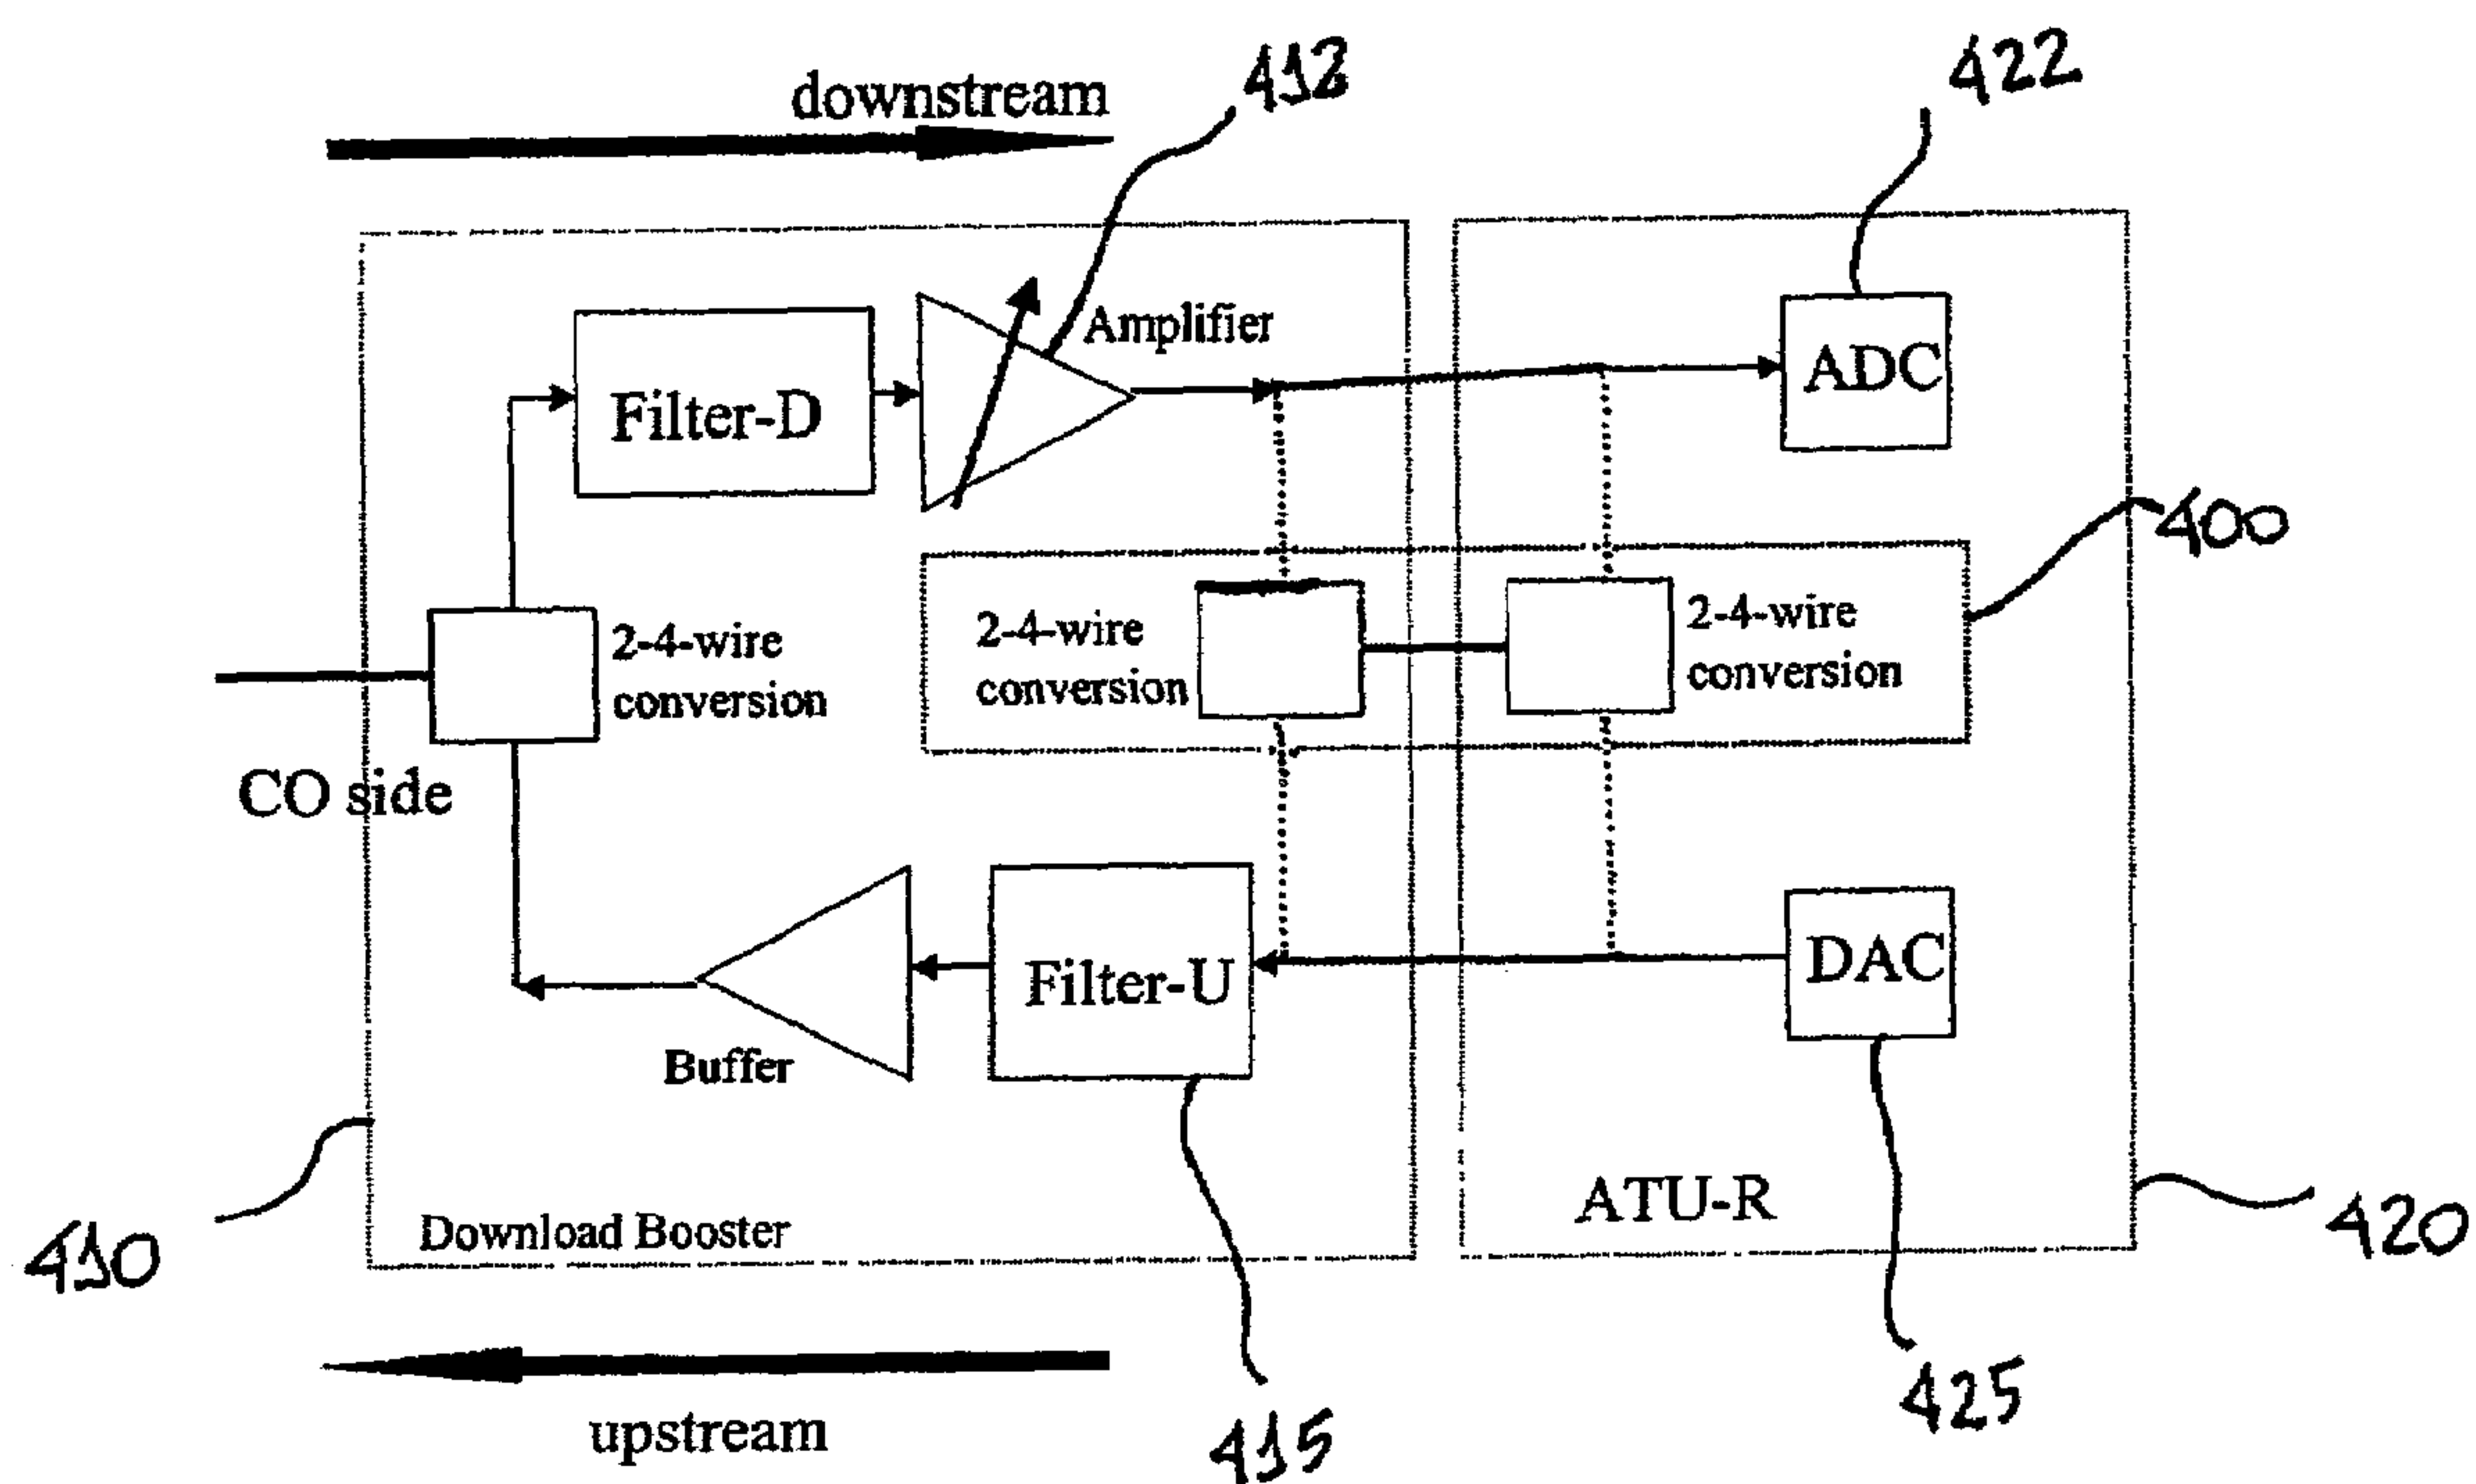 downstream
412
422
Amplifier
Filter-D
ADC
400
2-4-wire
conversion
2-4-wire
conversion
2-4-wire
conversion
CO side
Filter-U
DAC
Buffer
ATU-R
Download Booster
410
420
upstream
415
425